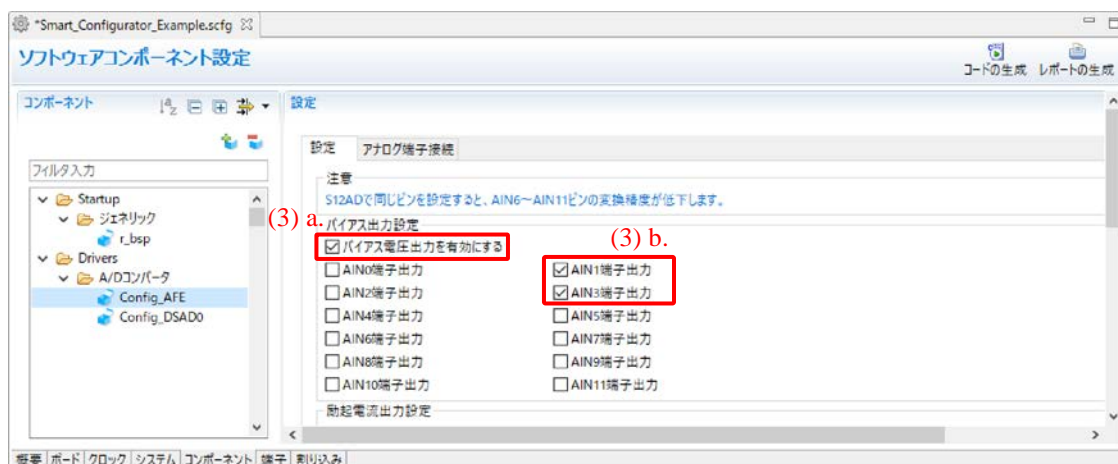 *Smart_Configurator_Example.scfg
ソフトウェアコンポーネント設定
コードの生成 レポートの生成
コンポーネント
設定
フィルタ入力
Startup
ジェネリック
r_bsp
Drivers
A/Dコンバータ
Config_AFE
Config_DSAD0
設定 アナログ端子接続
注意
S12ADで同じピンを設定すると、AIN6～AIN11ピンの変換精度が低下します。
バイアス出力設定
(3) a.
バイアス電圧出力を有効にする
(3) b.
AIN0端子出力 AIN1端子出力
AIN2端子出力 AIN3端子出力
AIN4端子出力 AIN5端子出力
AIN6端子出力 AIN7端子出力
AIN8端子出力 AIN9端子出力
AIN10端子出力 AIN11端子出力
励起電流出力設定
概要 ボード クロック システム コンポーネント 端子 割り込み